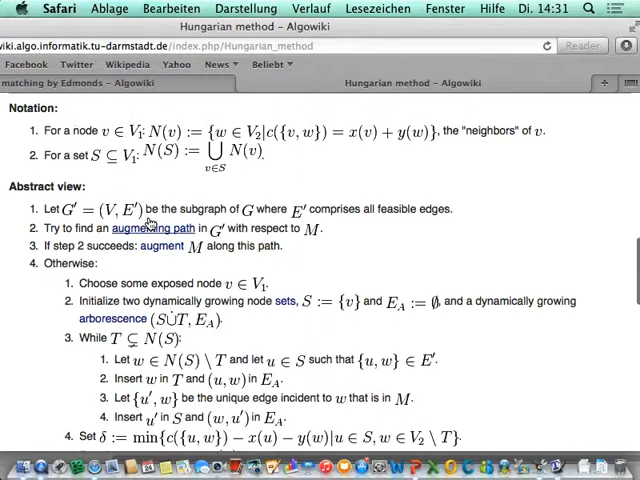 Safari Ablage Bearbeiten Darstellung Verlauf Lesezeichen Fenster Hilfe Di. 14:31
Hungarian method – Algowiki
wiki.algo.informatik.tu-darmstadt.de/index.php/Hungarian_method Reader
Facebook Twitter Wikipedia Yahoo News Beliebt
matching by Edmonds – Algowiki Hungarian method – Algowiki
Notation:
1. For a node v ∈ V₁: N(v) := {w ∈ V₂|c({v, w}) = x(v) + y(w)}, the "neighbors" of v.
2. For a set S ⊆ V₁: N(S) := ⋃_{v∈S} N(v).
Abstract view:
1. Let G′ = (V, E′) be the subgraph of G where E′ comprises all feasible edges.
2. Try to find an augmenting path in G′ with respect to M.
3. If step 2 succeeds: augment M along this path.
4. Otherwise:
1. Choose some exposed node v ∈ V₁.
2. Initialize two dynamically growing node sets, S := {v} and E_A := ∅, and a dynamically growing
arborescence (S∪̇T, E_A).
3. While T ⊊ N(S):
1. Let w ∈ N(S) \ T and let u ∈ S such that {u, w} ∈ E′.
2. Insert w in T and (u, w) in E_A.
3. Let {u′, w} be the unique edge incident to w that is in M.
4. Insert u′ in S and (w, u′) in E_A.
4. Set δ := min{c({u, w}) − x(u) − y(w)|u ∈ S, w ∈ V₂ \ T}.